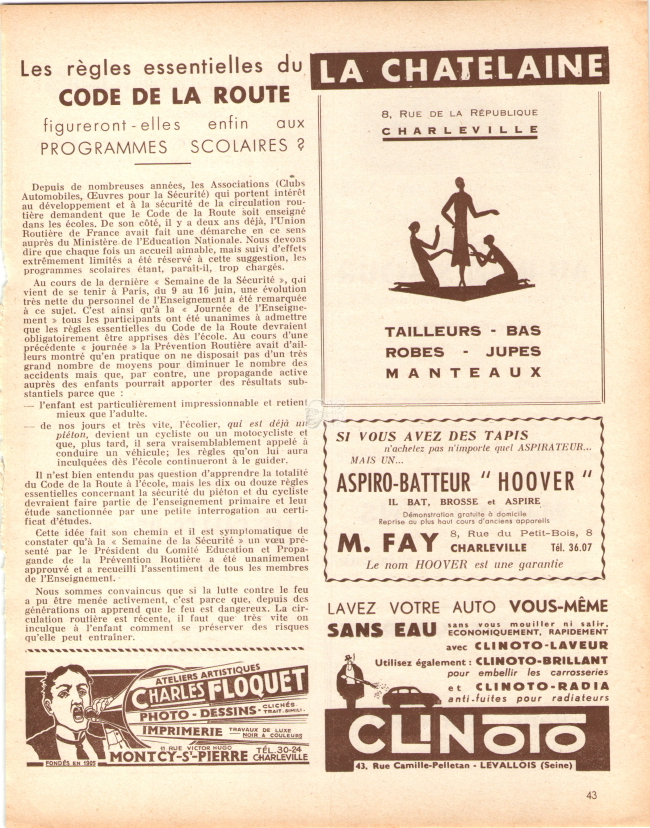 Les règles essentielles du
CODE DE LA ROUTE
figureront-elles enfin aux
PROGRAMMES SCOLAIRES ?
Depuis de nombreuses années, les Associations (Clubs
Automobiles, Œuvres pour la Sécurité) qui portent intérêt
au développement et à la sécurité de la circulation rou-
tière demandent que le Code de la Route soit enseigné
dans les écoles. De son côté, il y a deux ans déjà, l'Union
Routière de France avait fait une démarche en ce sens
auprès du Ministère de l'Education Nationale. Nous devons
dire que chaque fois un accueil aimable, mais suivi d'effets
extrêmement limités a été réservé à cette suggestion, les
programmes scolaires étant, paraît-il, trop chargés.
Au cours de la dernière « Semaine de la Sécurité », qui
vient de se tenir à Paris, du 9 au 16 juin, une évolution
très nette du personnel de l'Enseignement a été remarquée
à ce sujet. C'est ainsi qu'à la « Journée de l'Enseigne-
ment » tous les participants ont été unanimes à admettre
que les règles essentielles du Code de la Route devraient
obligatoirement être apprises dès l'école. Au cours d'une
précédente « journée » la Prévention Routière avait d'ail-
leurs montré qu'en pratique on ne disposait pas d'un très
grand nombre de moyens pour diminuer le nombre des
accidents mais que, par contre, une propagande active
auprès des enfants pourrait apporter des résultats sub-
stantiels parce que :
— l'enfant est particulièrement impressionnable et retient
mieux que l'adulte.
— de nos jours et très vite, l'écolier, qui est déjà un
piéton, devient un cycliste ou un motocycliste et
que, plus tard, il sera vraisemblablement appelé à
conduire un véhicule; les règles qu'on lui aura
inculquées dès l'école continueront à le guider.
Il n'est bien entendu pas question d'apprendre la totalité
du Code de la Route à l'école, mais les dix ou douze règles
essentielles concernant la sécurité du piéton et du cycliste
devraient faire partie de l'enseignement primaire et leur
étude sanctionnée par une petite interrogation au certi-
ficat d'études.
Cette idée fait son chemin et il est symptomatique de
constater qu'à la « Semaine de la Sécurité » un vœu pré-
senté par le Président du Comité Education et Propa-
gande de la Prévention Routière a été unanimement
approuvé et a recueilli l'assentiment de tous les membres
de l'Enseignement.
Nous sommes convaincus que si la lutte contre le feu
a pu être menée activement, c'est parce que, depuis des
générations on apprend que le feu est dangereux. La cir-
culation routière est récente, il faut que très vite on
inculque à l'enfant comment se préserver des risques
qu'elle peut entraîner.
ATELIERS ARTISTIQUES
CHARLES FLOQUET
PHOTO - DESSINS - CLICHÉS
TRAIT-SIMILI
IMPRIMERIE TRAVAUX DE LUXE
NOIR & COULEURS
11 RUE VICTOR HUGO
MONTCY-St-PIERRE
TÉL. 30-24
CHARLEVILLE
FONDÉS EN 1925
LA CHATELAINE
8, RUE DE LA RÉPUBLIQUE
CHARLEVILLE
TAILLEURS - BAS
ROBES - JUPES
MANTEAUX
SI VOUS AVEZ DES TAPIS
n'achetez pas n'importe quel ASPIRATEUR...
MAIS UN...
ASPIRO-BATTEUR " HOOVER "
IL BAT, BROSSE et ASPIRE
Démonstration gratuite à domicile
Reprise au plus haut cours d'anciens appareils
M. FAY 8, Rue du Petit-Bois, 8
CHARLEVILLE Tél. 36.07
Le nom HOOVER est une garantie
LAVEZ VOTRE AUTO VOUS-MÊME
SANS EAU sans vous mouiller ni salir,
ECONOMIQUEMENT, RAPIDEMENT
avec CLINOTO-LAVEUR
Utilisez également : CLINOTO-BRILLANT
pour embellir les carrosseries
et CLINOTO-RADIA
anti-fuites pour radiateurs
CLINOTO
43, Rue Camille-Pelletan - LEVALLOIS (Seine)
43